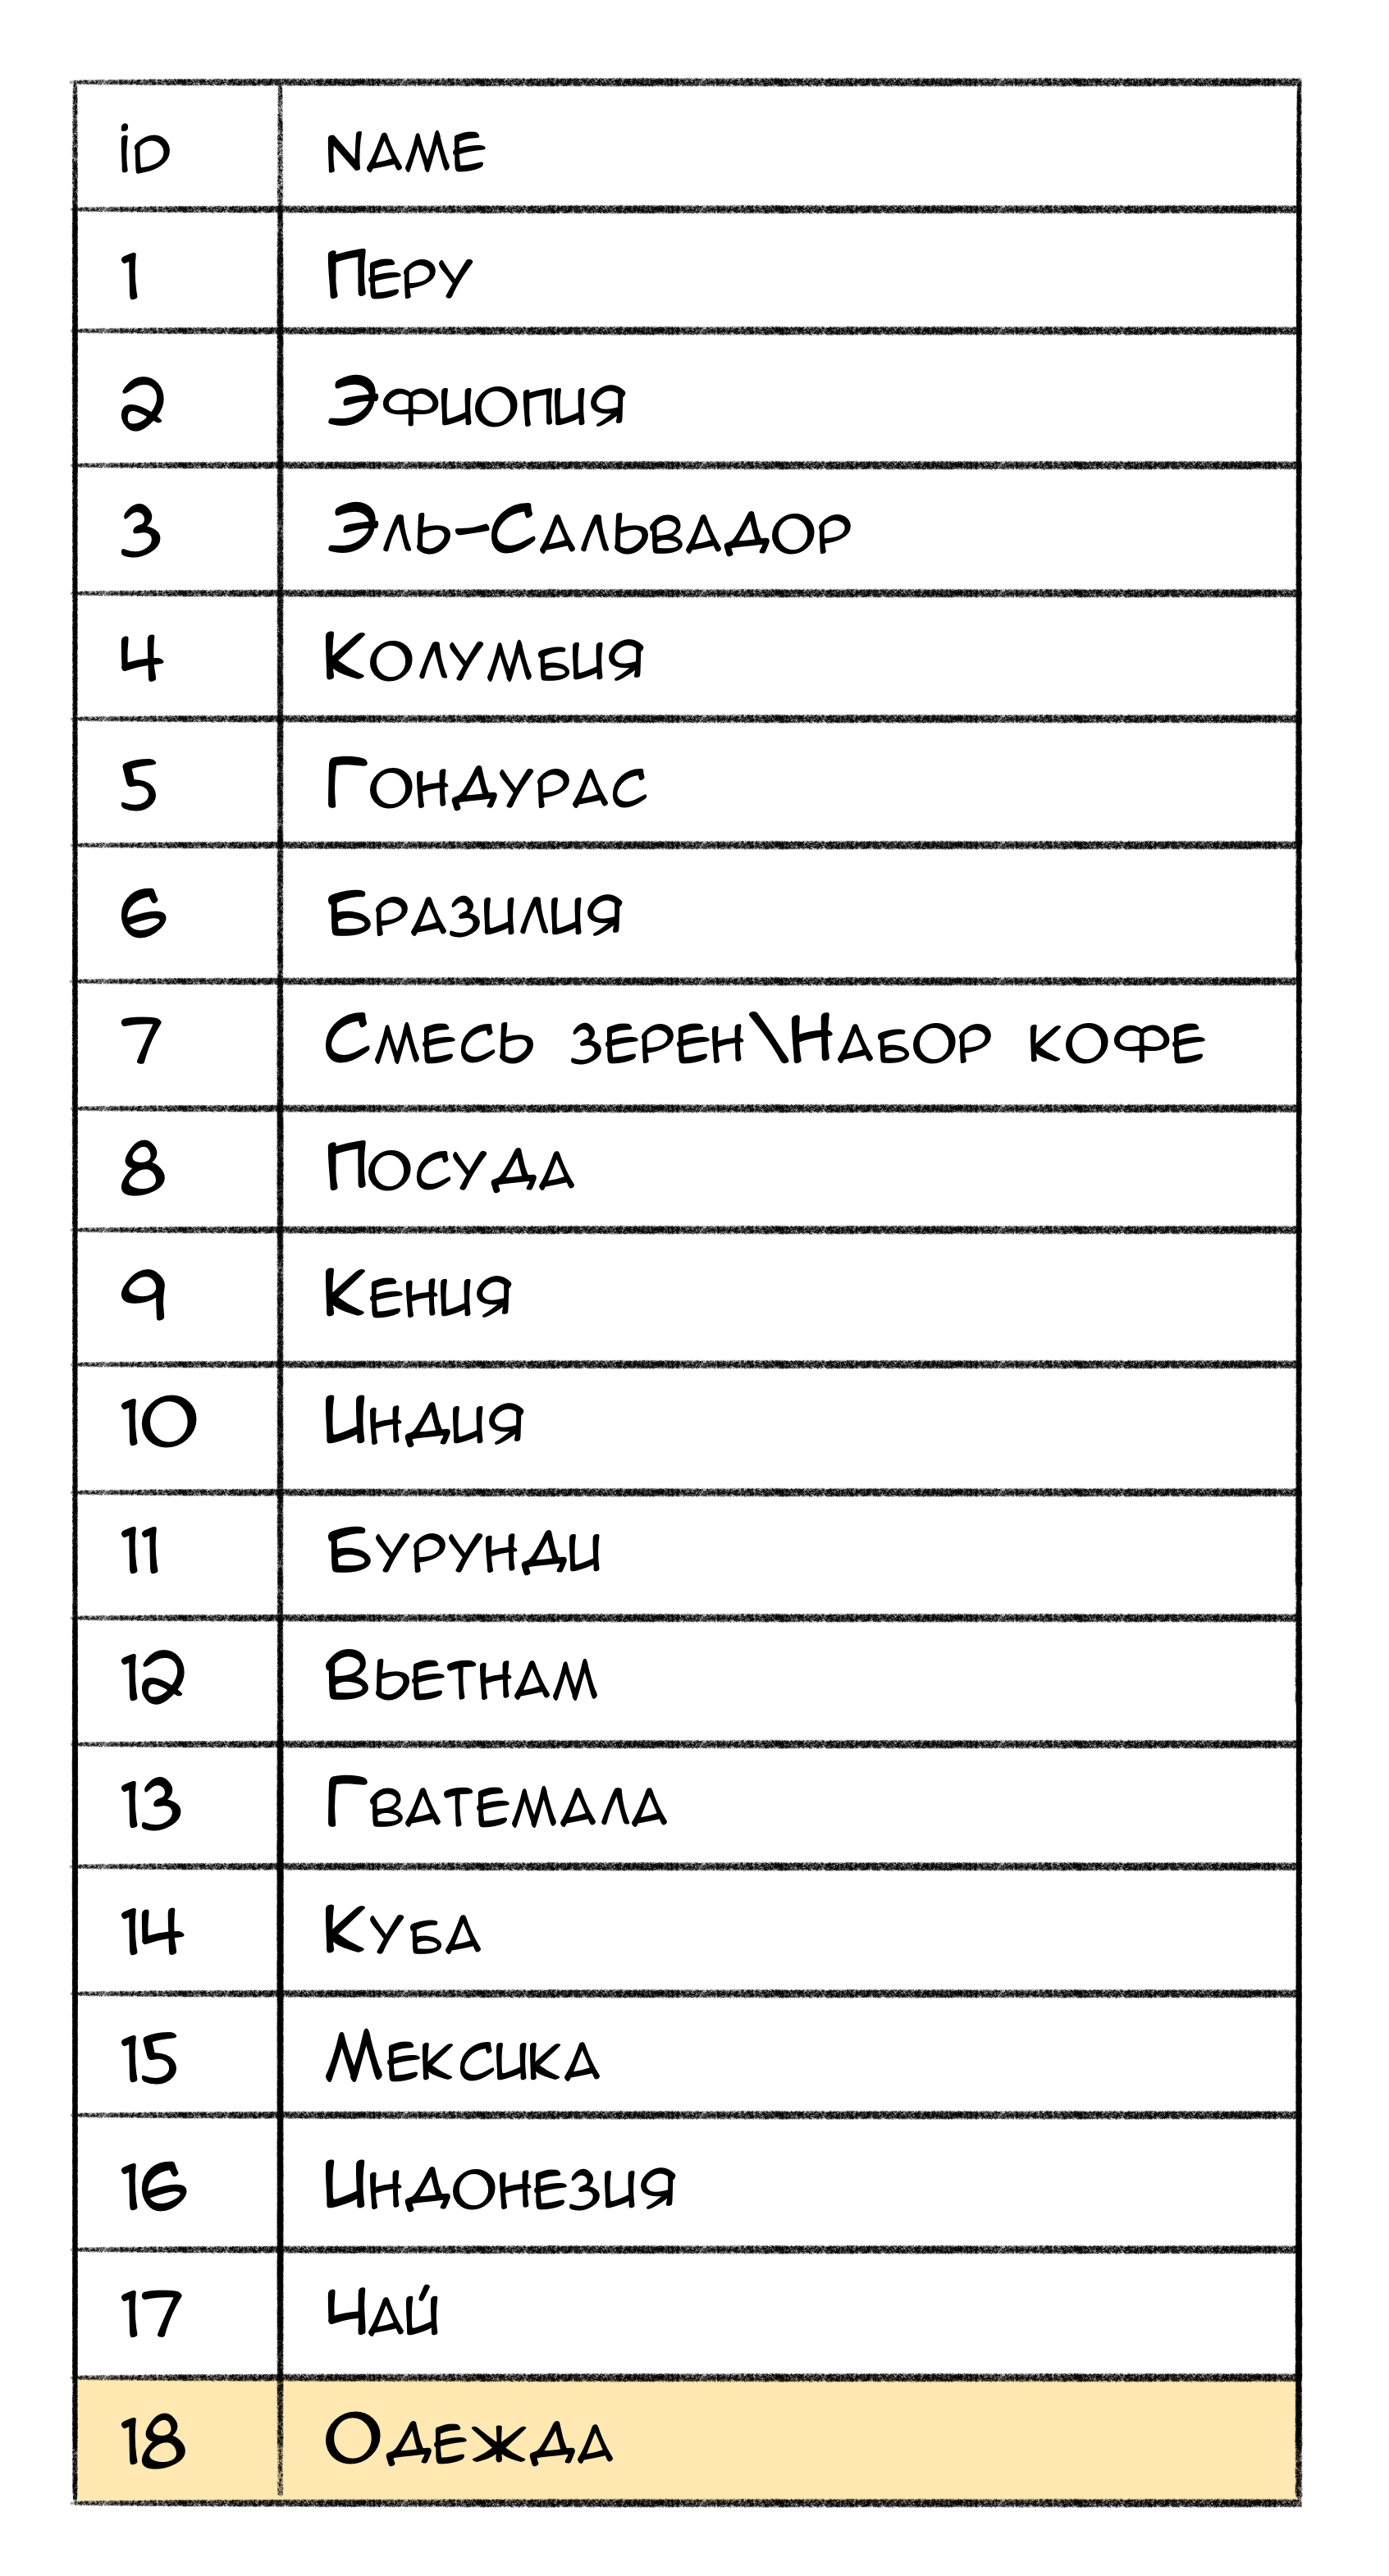 id name
1 Перу
2 Эфиопия
3 Эль-Сальвадор
4 Колумбия
5 Гондурас
6 Бразилия
7 Смесь зерен\Набор кофе
8 Посуда
9 Кения
10 Индия
11 Бурунди
12 Вьетнам
13 Гватемала
14 Куба
15 Мексика
16 Индонезия
17 Чай
18 Одежда